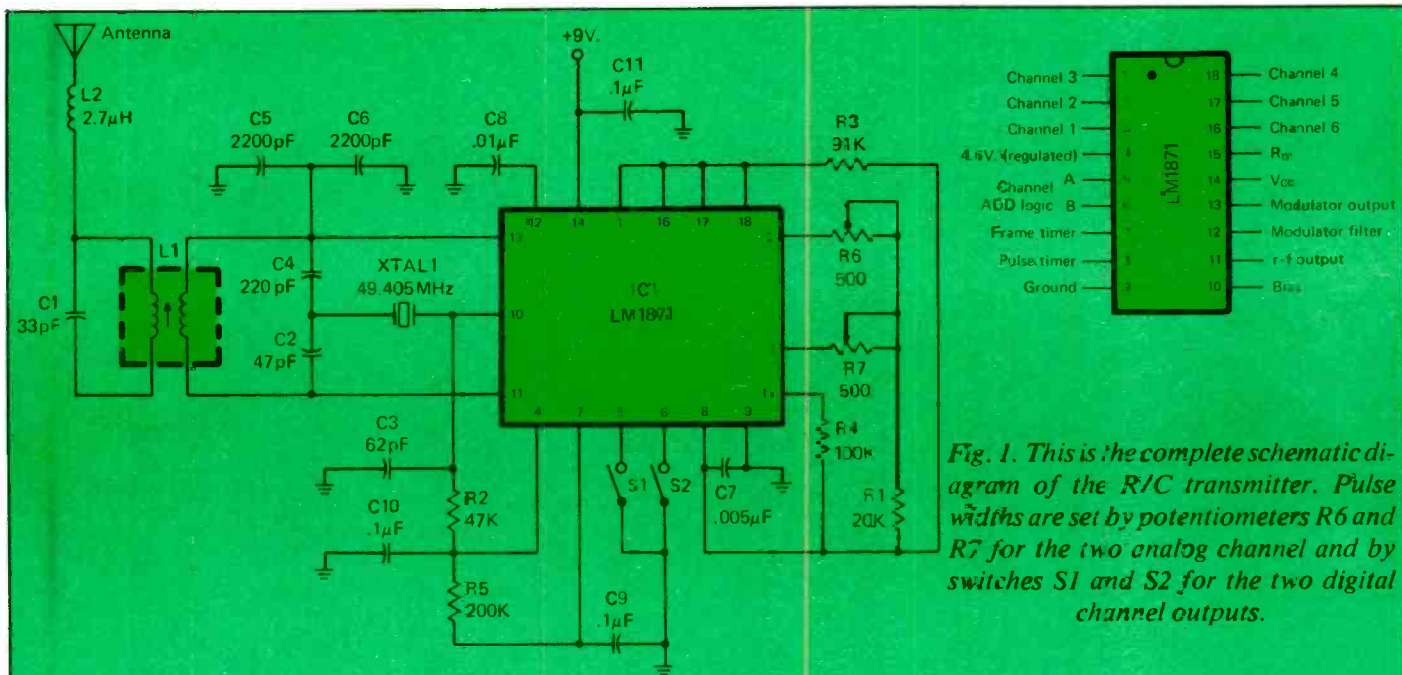 Antenna
L2
2.7μH
C5
2200pF
C6
2200pF
C8
.01μF
+9V.
C11
.1μF
R3
91K
C1
33pF
L1
C4
220pF
C2
47pF
XTAL1
49.405MHz
12
14
1
16
17
18
13
10
11
IC1
LM1871
2
R6
500
R7
500
R4
100K
R1
20K
4
7
5
6
8
9
C3
62pF
C10
.1μF
R2
47K
R5
200K
S1
S2
C7
.005μF
C9
.1μF
Channel 3
Channel 2
Channel 1
4.6V. (regulated)
Channel A
ADD logic B
Frame timer
Pulse timer
Ground
LM1871
18 Channel 4
17 Channel 5
16 Channel 6
15
14
13 Modulator output
12 Modulator filter
11 r-f output
10 Bias
Fig. 1. This is the complete schematic di-
agram of the R/C transmitter. Pulse
widths are set by potentiometers R6 and
R7 for the two analog channel and by
switches S1 and S2 for the two digital
channel outputs.